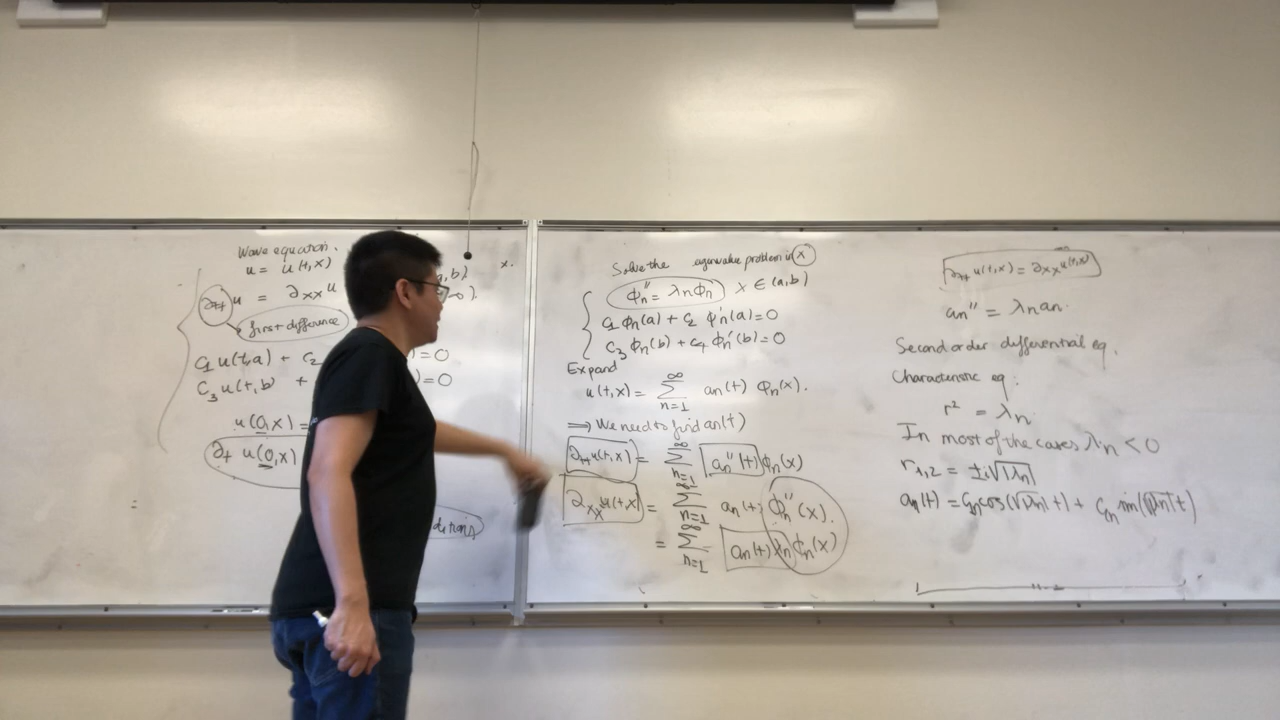 Wave equation.
u = u(t,x)
∂tt u = ∂xx u
first difference
C1 u(t,a) + C2
=0
C3 u(t,b) +
=0
u(0,x) =
∂t u(0,x)
=
a,b)
x.
Solve the eigenvalue problem in x
ϕn'' = λn ϕn x ∈ (a,b)
C1 ϕn(a) + C2 ϕn'(a) = 0
C3 ϕn(b) + C4 ϕn'(b) = 0
Expand
u(t,x) = ∑_{n=1}^{∞} an(t) ϕn(x).
⟹ We need to find an(t)
∂tt u(t,x) = ∑_{n=1}^{∞} an''(t) ϕn(x)
∂xx u(t,x) = ∑_{n=1}^{∞} an(t) ϕn''(x).
= ∑_{n=1}^{∞} an(t) λn ϕn(x)
∂tt u(t,x) = ∂xx u(t,x)
an'' = λn an.
Second order differential eq.
Characteristic eq:
r² = λn
In most of the cases λn < 0
r1,2 = ±i√|λn|
an(t) = Cn cos(√|λn| t) + Cn sin(√|λn| t)